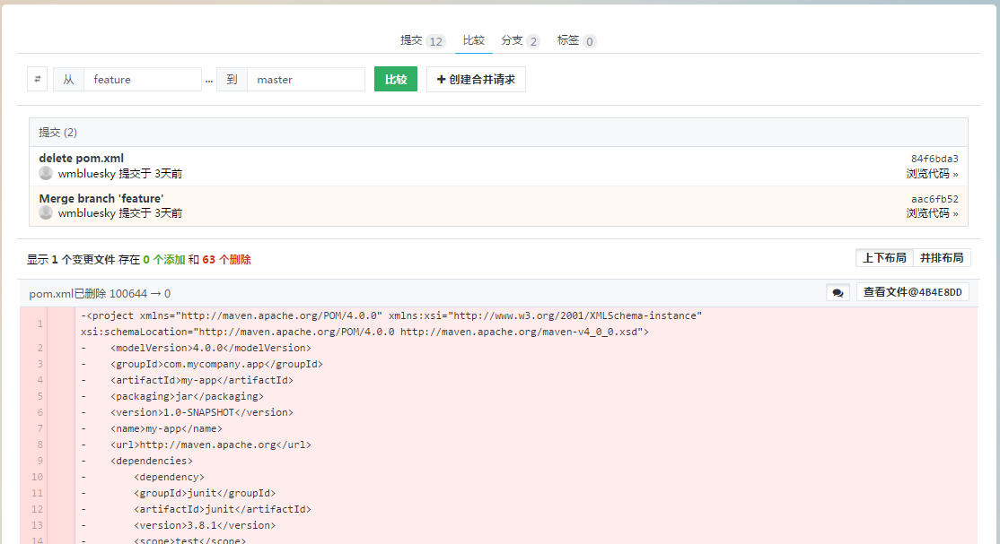 提交 12 比较 分支 2 标签 0
从 feature ... 到 master 比较 + 创建合并请求
提交 (2)
delete pom.xml 84f6bda3
wmbluesky 提交于 3天前 浏览代码 »
Merge branch 'feature' aac6fb52
wmbluesky 提交于 3天前 浏览代码 »
显示 1 个变更文件 存在 0 个添加 和 63 个删除 上下布局 并排布局
pom.xml已删除 100644 → 0 查看文件@4B4E8DD
1 -<project xmlns="http://maven.apache.org/POM/4.0.0" xmlns:xsi="http://www.w3.org/2001/XMLSchema-instance"
xsi:schemaLocation="http://maven.apache.org/POM/4.0.0 http://maven.apache.org/maven-v4_0_0.xsd">
2 - <modelVersion>4.0.0</modelVersion>
3 - <groupId>com.mycompany.app</groupId>
4 - <artifactId>my-app</artifactId>
5 - <packaging>jar</packaging>
6 - <version>1.0-SNAPSHOT</version>
7 - <name>my-app</name>
8 - <url>http://maven.apache.org</url>
9 - <dependencies>
10 - <dependency>
11 - <groupId>junit</groupId>
12 - <artifactId>junit</artifactId>
13 - <version>3.8.1</version>
14 - <scope>test</scope>